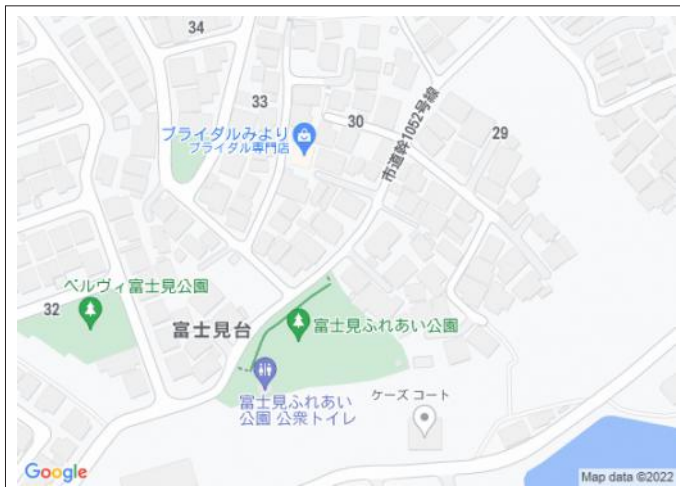 34
33
ブライダルみより
ブライダル専門店
30
市道幹1052号線
29
ベルヴィ富士見公園
32
富士見台
富士見ふれあい公園
富士見ふれあい
公園 公衆トイレ
ケーズ コート
Google
Map data ©2022